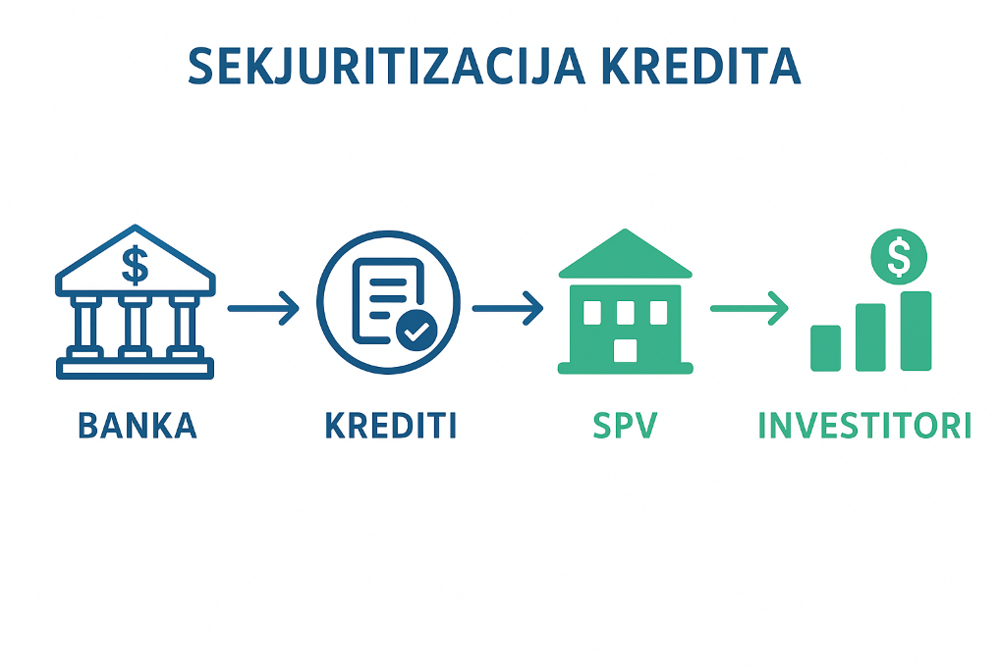 SEKJURITIZACIJA KREDITA
$
$
BANKA
KREDITI
SPV
INVESTITORI